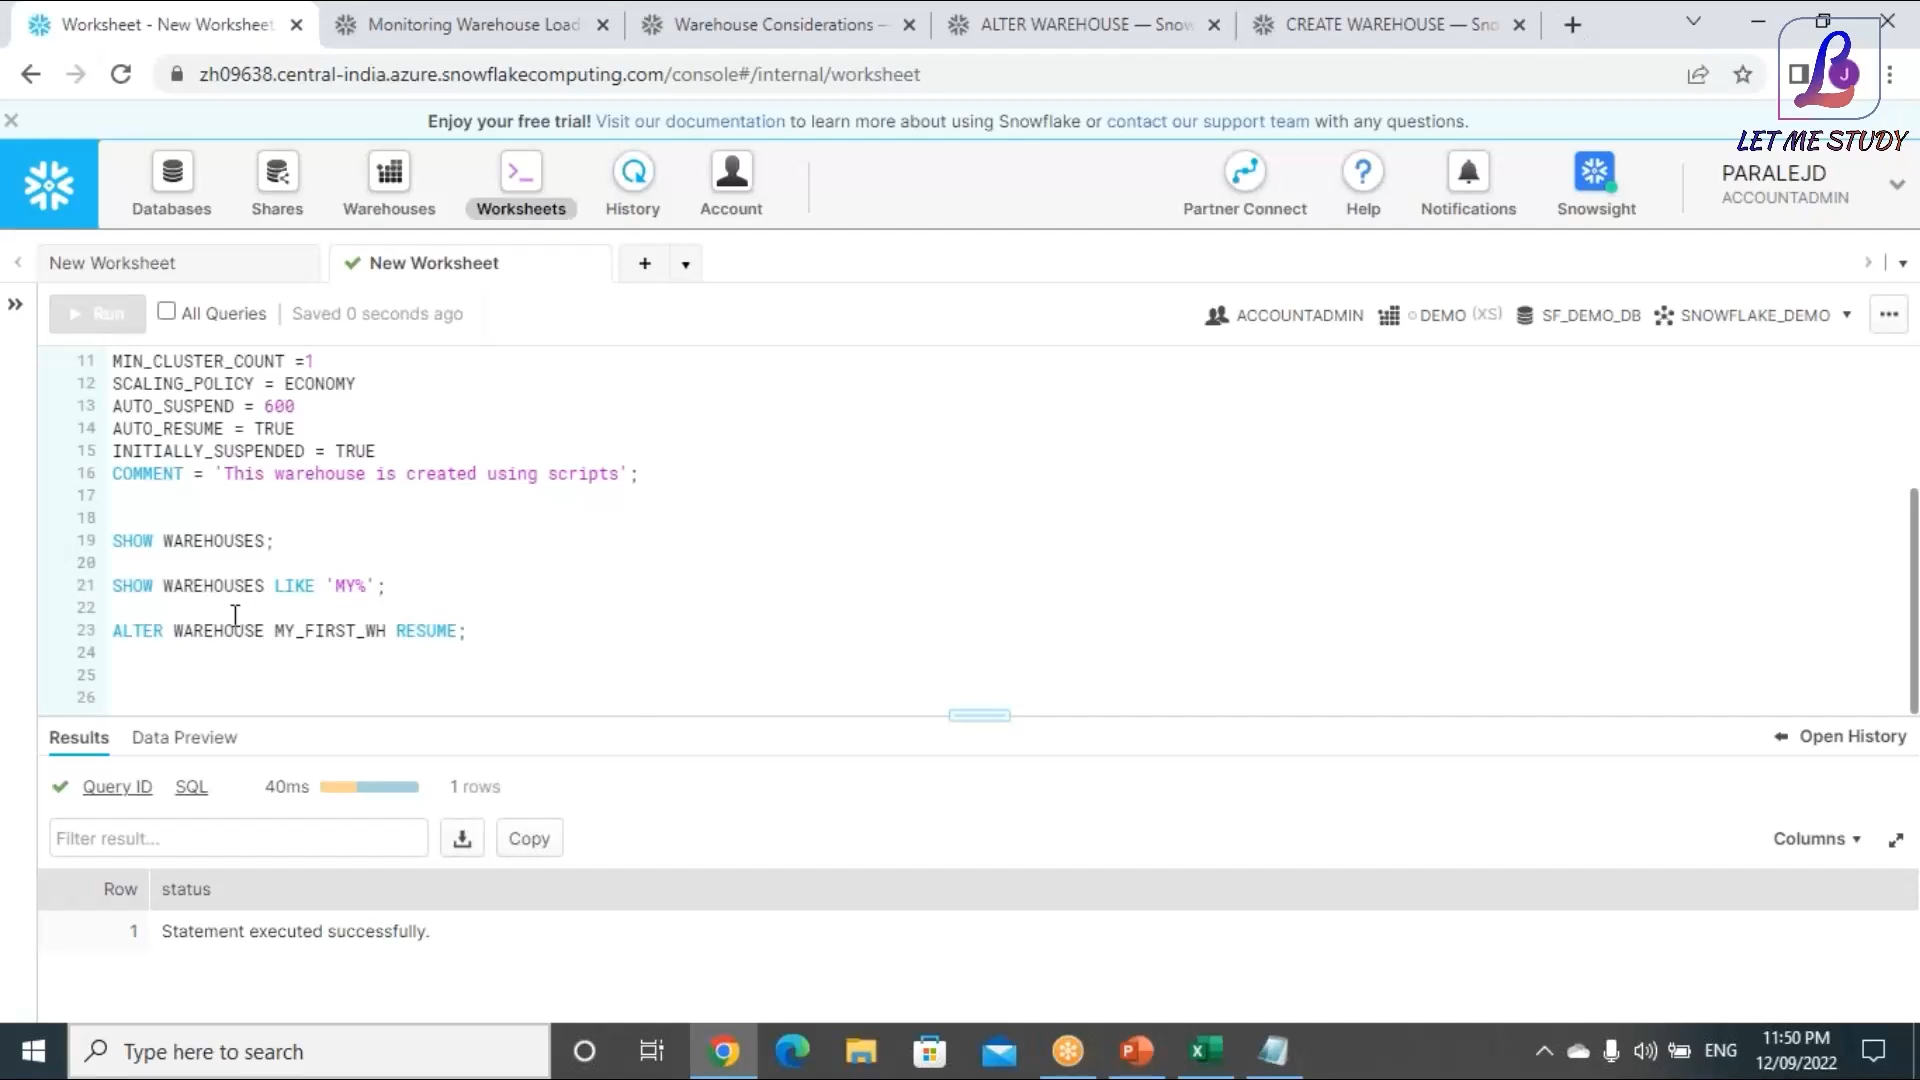 Worksheet - New Worksheet
Monitoring Warehouse Load
Warehouse Considerations —
ALTER WAREHOUSE — Snow
CREATE WAREHOUSE — Sno
zh09638.central-india.azure.snowflakecomputing.com/console#/internal/worksheet
J
LET ME STUDY
Enjoy your free trial! Visit our documentation to learn more about using Snowflake or contact our support team with any questions.
Databases
Shares
Warehouses
Worksheets
History
Account
Partner Connect
Help
Notifications
Snowsight
PARALEJD
ACCOUNTADMIN
New Worksheet
New Worksheet
Run
All Queries
Saved 0 seconds ago
ACCOUNTADMIN
DEMO (XS)
SF_DEMO_DB
SNOWFLAKE_DEMO
11 MIN_CLUSTER_COUNT =1
12 SCALING_POLICY = ECONOMY
13 AUTO_SUSPEND = 600
14 AUTO_RESUME = TRUE
15 INITIALLY_SUSPENDED = TRUE
16 COMMENT = 'This warehouse is created using scripts';
17
18
19 SHOW WAREHOUSES;
20
21 SHOW WAREHOUSES LIKE 'MY%';
22
23 ALTER WAREHOUSE MY_FIRST_WH RESUME;
24
25
26
Results
Data Preview
Open History
Query ID
SQL
40ms
1 rows
Filter result...
Copy
Columns
Row status
1 Statement executed successfully.
Type here to search
ENG
11:50 PM
12/09/2022